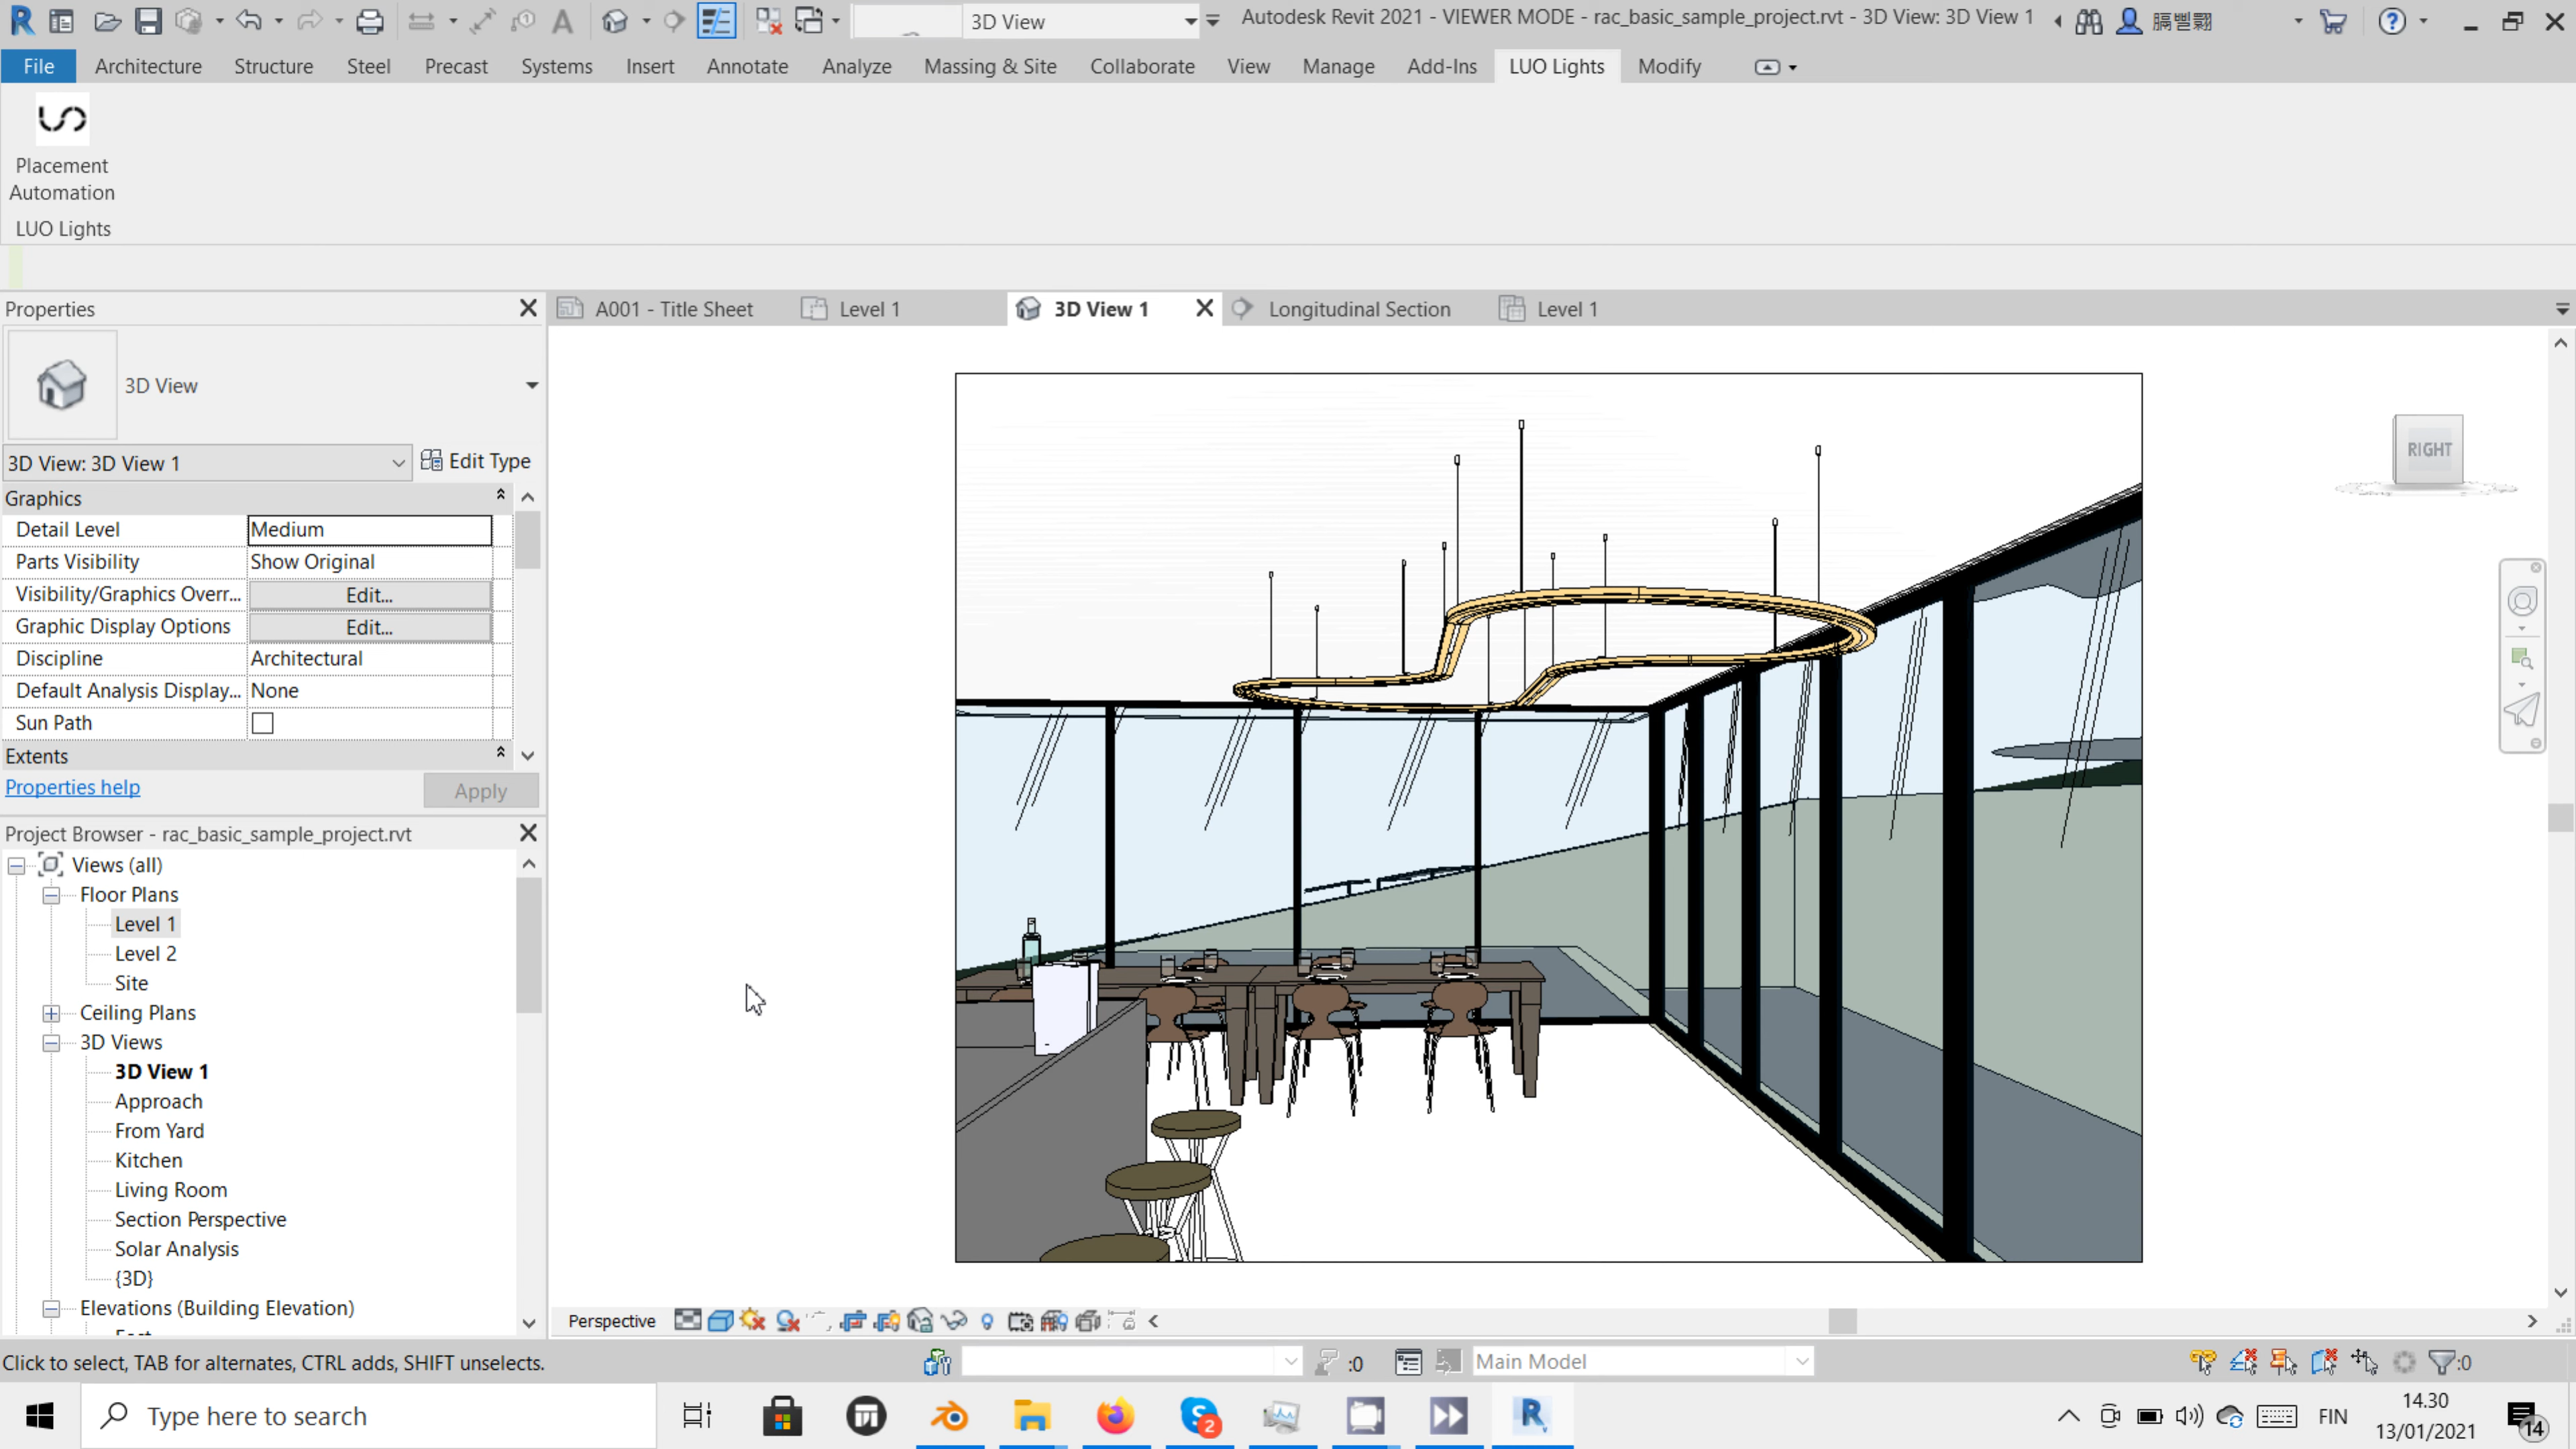 3D View
Autodesk Revit 2021 - VIEWER MODE - rac_basic_sample_project.rvt - 3D View: 3D View 1
File
Architecture
Structure
Steel
Precast
Systems
Insert
Annotate
Analyze
Massing & Site
Collaborate
View
Manage
Add-Ins
LUO Lights
Modify
Placement
Automation
LUO Lights
Properties
A001 - Title Sheet
Level 1
3D View 1
Longitudinal Section
Level 1
3D View
3D View: 3D View 1
Edit Type
Graphics
Detail Level
Medium
Parts Visibility
Show Original
Visibility/Graphics Overr...
Edit...
Graphic Display Options
Edit...
Discipline
Architectural
Default Analysis Display...
None
Sun Path
Extents
Properties help
Apply
RIGHT
Project Browser - rac_basic_sample_project.rvt
Views (all)
Floor Plans
Level 1
Level 2
Site
Ceiling Plans
3D Views
3D View 1
Approach
From Yard
Kitchen
Living Room
Section Perspective
Solar Analysis
{3D}
Elevations (Building Elevation)
Perspective
Click to select, TAB for alternates, CTRL adds, SHIFT unselects.
:0
Main Model
:0
Type here to search
2
FIN
14.30
13/01/2021
14